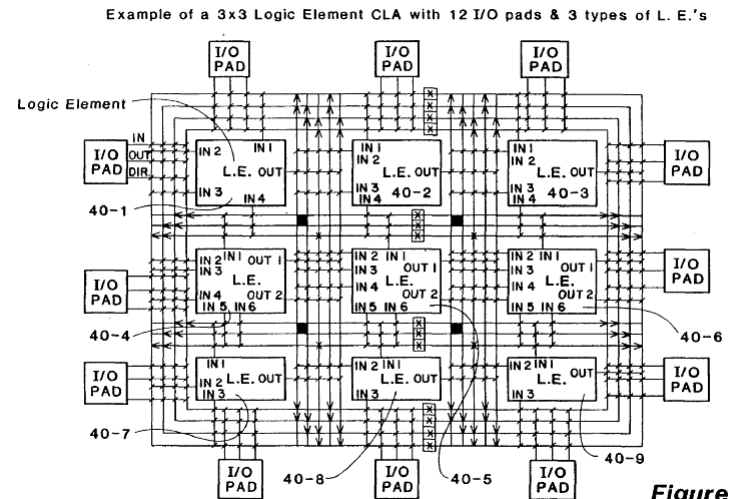 Example of a 3x3 Logic Element CLA with 12 I/O pads & 3 types of L. E.'s
I/O PAD
I/O PAD
I/O PAD
Logic Element
I/O PAD
IN
OUT
DIR
IN 2
IN 1
L.E. OUT
IN 3
IN 4
40-1
IN 1
IN 2
L.E. OUT
IN 3
IN 4
40-2
IN 1
IN 2
L.E. OUT
IN 3
IN 4
40-3
I/O PAD
I/O PAD
IN 2
IN 1
IN 3
OUT 1
L.E.
IN 4
OUT 2
IN 5
IN 6
40-4
IN 2
IN 1
IN 3
OUT 1
L.E.
IN 4
OUT 2
IN 5
IN 6
IN 2
IN 1
IN 3
OUT 1
L.E.
IN 4
OUT 2
IN 5
IN 6
40-6
I/O PAD
I/O PAD
IN 1
IN 2
L.E. OUT
IN 3
40-7
IN 2
IN 1
L.E. OUT
IN 3
IN 2
IN 1
OUT
L.E.
IN 3
I/O PAD
40-8
40-5
40-9
I/O PAD
I/O PAD
I/O PAD
X
X
X
X
X
X
X
X
X
X
X
X
Figure